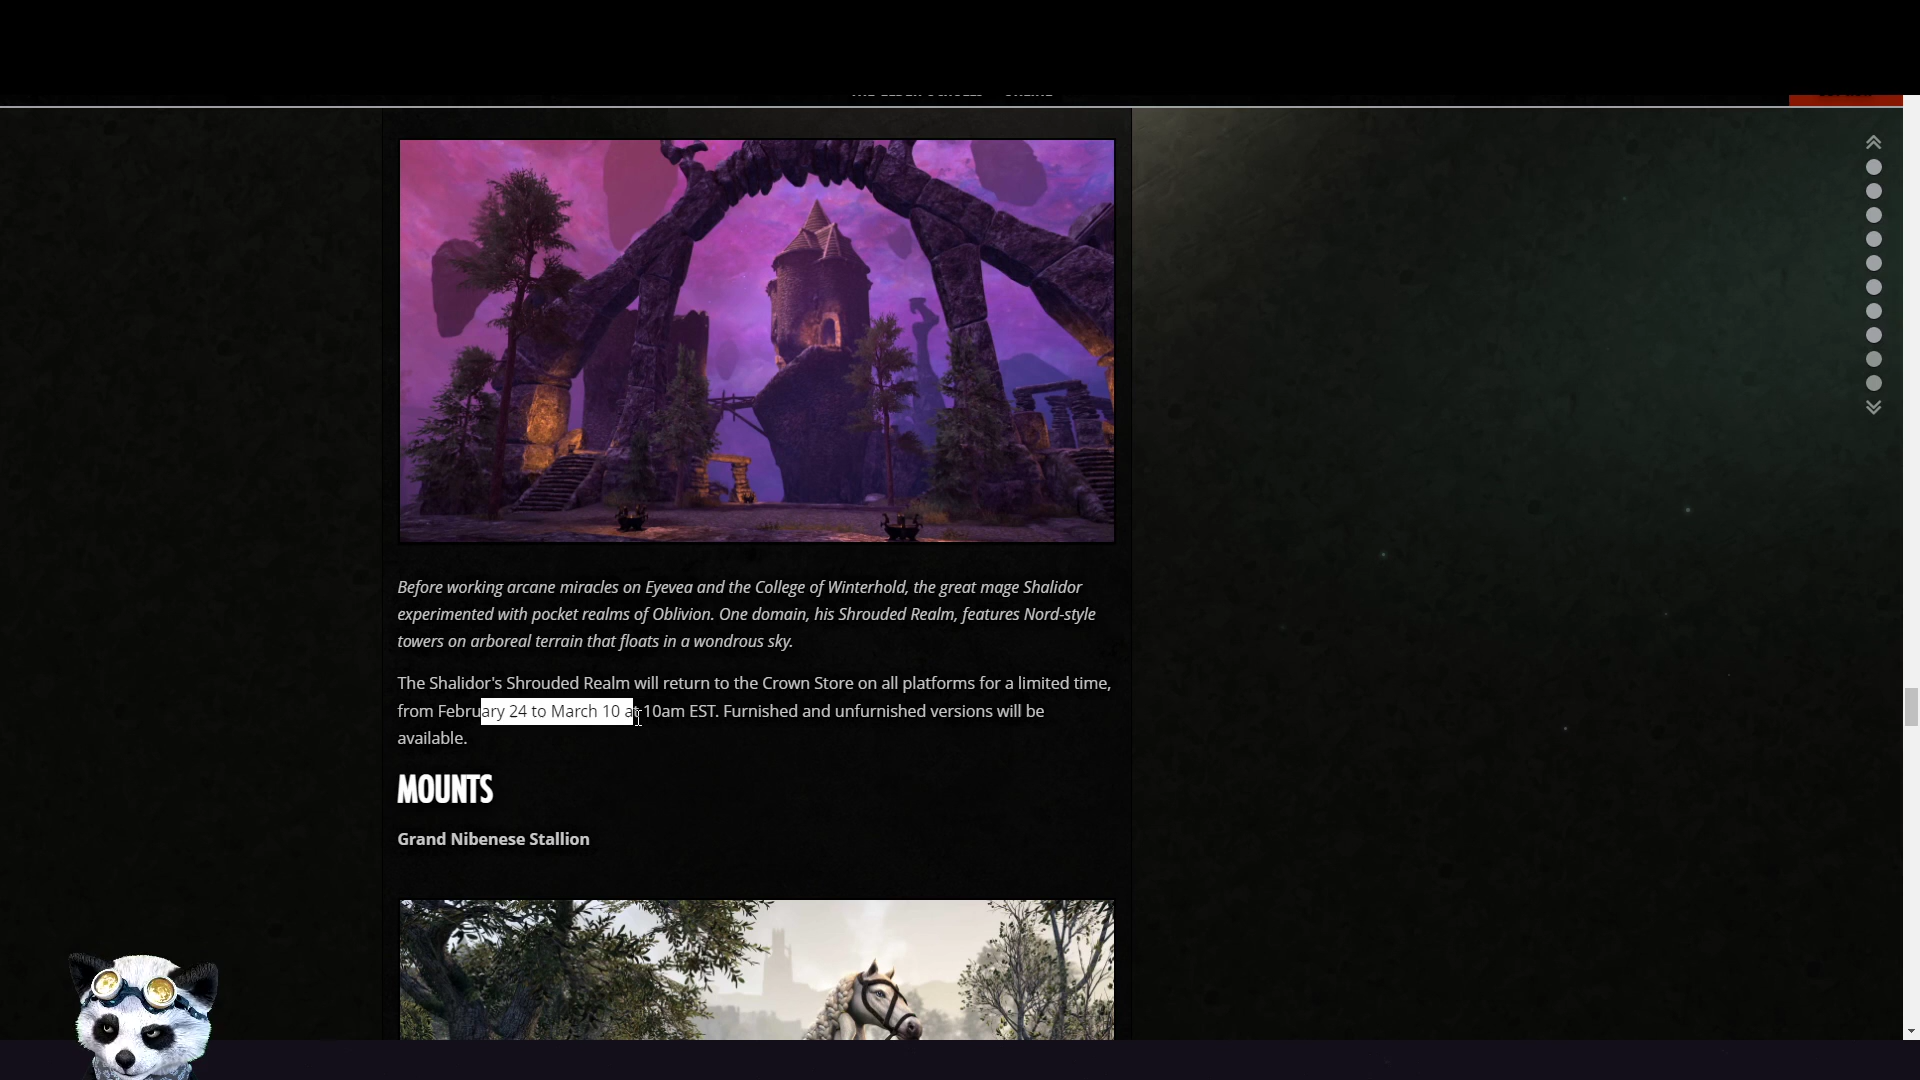 Before working arcane miracles on Eyevea and the College of Winterhold, the great mage Shalidor
experimented with pocket realms of Oblivion. One domain, his Shrouded Realm, features Nord-style
towers on arboreal terrain that floats in a wondrous sky.
The Shalidor's Shrouded Realm will return to the Crown Store on all platforms for a limited time,
from February 24 to March 10 at 10am EST. Furnished and unfurnished versions will be
available.
MOUNTS
Grand Nibenese Stallion